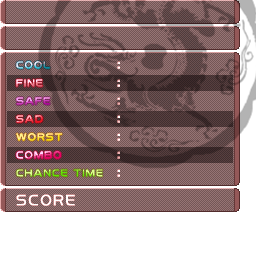 COOL :
FINE :
SAFE :
SAD :
WORST :
COMBO :
CHANCE TIME :
SCORE